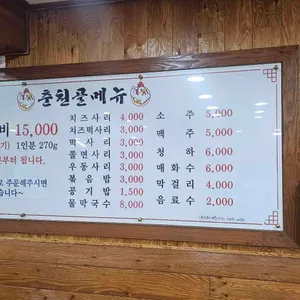 춘천골메뉴
비 15,000
기) 1인분 270g
부터 됩니다.
로 주문해주시면
습니다~
치즈사리 4,000
치즈떡사리 3,000
떡사리 3,000
쫄면사리 3,000
우동사리 3,000
볶음밥 3,000
공기밥 1,500
물막국수 8,000
소주 5,000
맥주 5,000
청하 6,000
매화수 6,000
막걸리 4,000
음료수 2,000